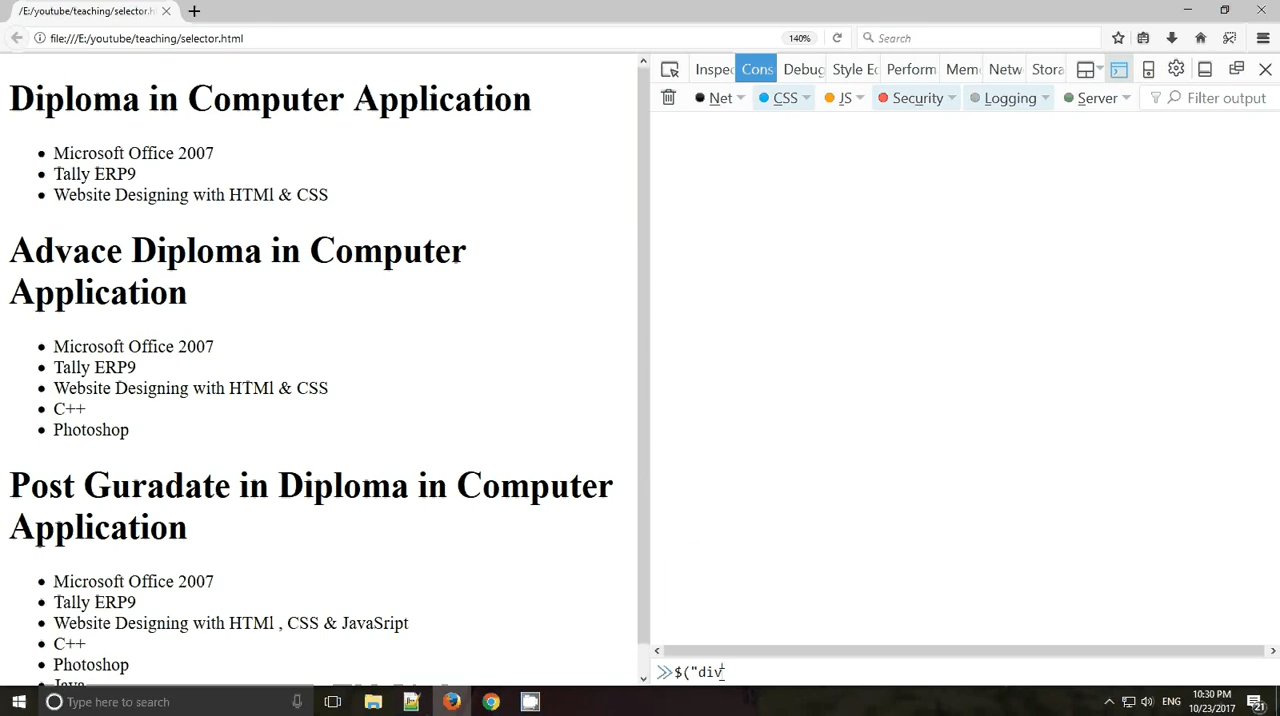 /E:/youtube/teaching/selector.h
file:///E:/youtube/teaching/selector.html
140%
Search
Inspe Cons Debug Style Ed Perform Mem Netw Stora
Net CSS JS Security Logging Server Filter output
Diploma in Computer Application
• Microsoft Office 2007
• Tally ERP9
• Website Designing with HTMl & CSS
Advace Diploma in Computer
Application
• Microsoft Office 2007
• Tally ERP9
• Website Designing with HTMl & CSS
• C++
• Photoshop
Post Guradate in Diploma in Computer
Application
• Microsoft Office 2007
• Tally ERP9
• Website Designing with HTMl , CSS & JavaSript
• C++
• Photoshop
• Java
$("div
Type here to search
ENG
10:30 PM
10/23/2017
21